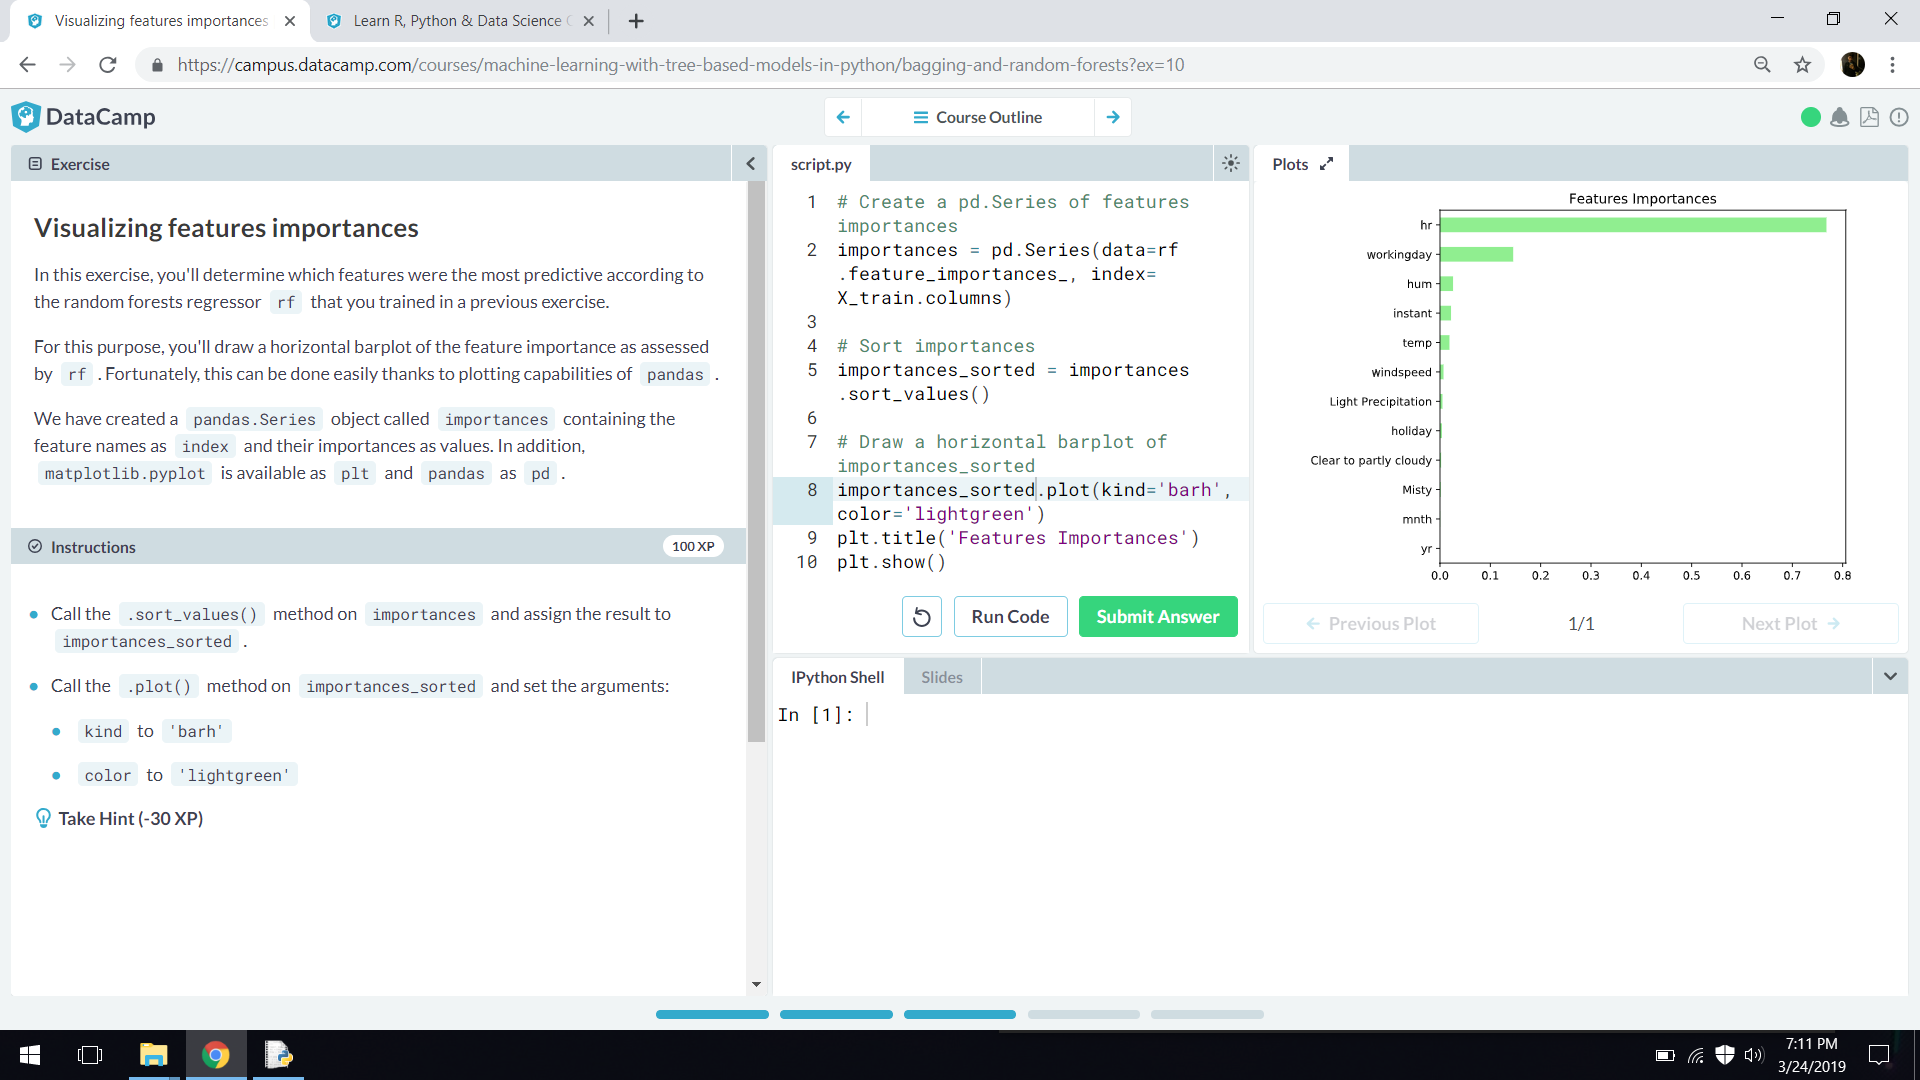 Visualizing features importances
Learn R, Python & Data Science
https://campus.datacamp.com/courses/machine-learning-with-tree-based-models-in-python/bagging-and-random-forests?ex=10
DataCamp
Course Outline
Exercise
Visualizing features importances
In this exercise, you'll determine which features were the most predictive according to
the random forests regressor rf that you trained in a previous exercise.
For this purpose, you'll draw a horizontal barplot of the feature importance as assessed
by rf . Fortunately, this can be done easily thanks to plotting capabilities of pandas .
We have created a pandas.Series object called importances containing the
feature names as index and their importances as values. In addition,
matplotlib.pyplot is available as plt and pandas as pd .
Instructions
100 XP
Call the .sort_values() method on importances and assign the result to
importances_sorted .
Call the .plot() method on importances_sorted and set the arguments:
kind to 'barh'
color to 'lightgreen'
Take Hint (-30 XP)
script.py
1 # Create a pd.Series of features
importances
2 importances = pd.Series(data=rf
.feature_importances_, index=
X_train.columns)
3
4 # Sort importances
5 importances_sorted = importances
.sort_values()
6
7 # Draw a horizontal barplot of
importances_sorted
8 importances_sorted.plot(kind='barh',
color='lightgreen')
9 plt.title('Features Importances')
10 plt.show()
Run Code
Submit Answer
Plots
Features Importances
hr
workingday
hum
instant
temp
windspeed
Light Precipitation
holiday
Clear to partly cloudy
Misty
mnth
yr
0.0 0.1 0.2 0.3 0.4 0.5 0.6 0.7 0.8
Previous Plot
1/1
Next Plot
IPython Shell
Slides
In [1]:
7:11 PM
3/24/2019